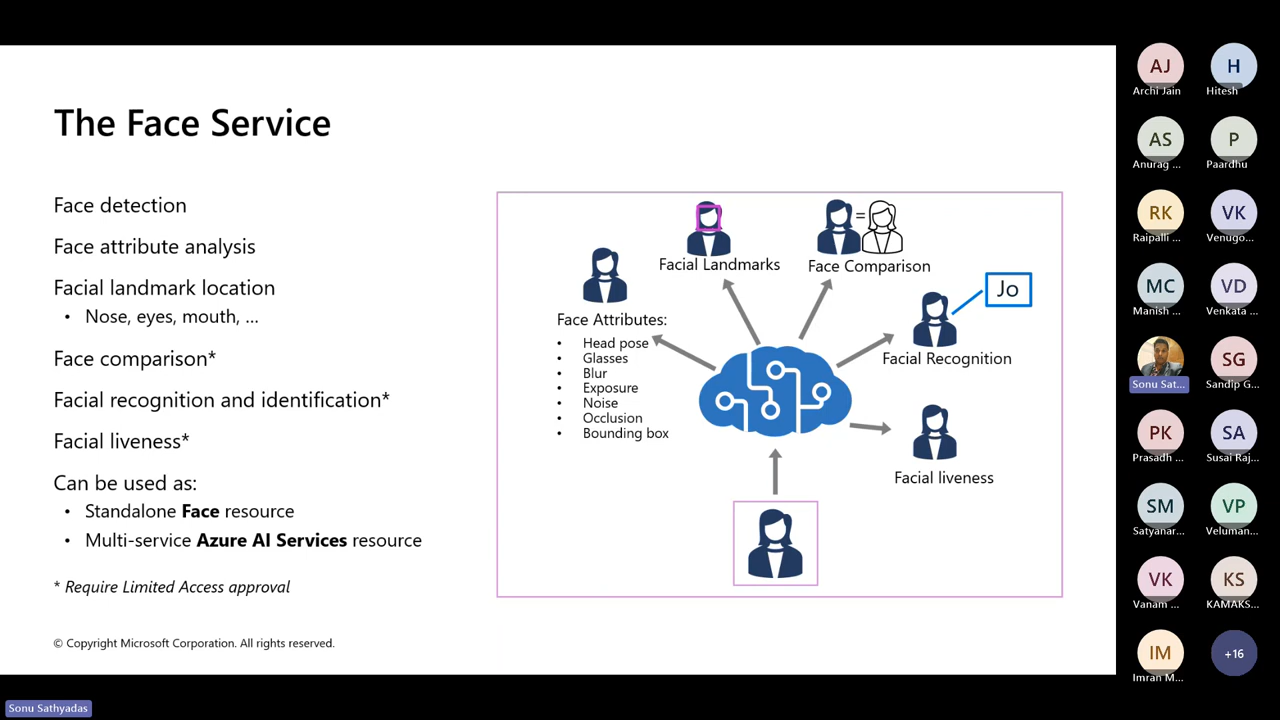 The Face Service
Face detection
Face attribute analysis
Facial landmark location
• Nose, eyes, mouth, ...
Face comparison*
Facial recognition and identification*
Facial liveness*
Can be used as:
• Standalone Face resource
• Multi-service Azure AI Services resource
* Require Limited Access approval
© Copyright Microsoft Corporation. All rights reserved.
Facial Landmarks
Face Comparison
=
Jo
Face Attributes:
• Head pose
• Glasses
• Blur
• Exposure
• Noise
• Occlusion
• Bounding box
Facial Recognition
Facial liveness
AJ
Archi Jain
H
Hitesh
AS
Anurag ...
P
Paardhu
RK
Raipalli ...
VK
Venugo...
MC
Manish ...
VD
Venkata ...
Sonu Sat...
SG
Sandip G...
PK
Prasadh ...
SA
Susai Raj...
SM
Satyanar...
VP
Veluman...
VK
Vanam ...
KS
KAMAKS...
IM
Imran M...
+16
Sonu Sathyadas